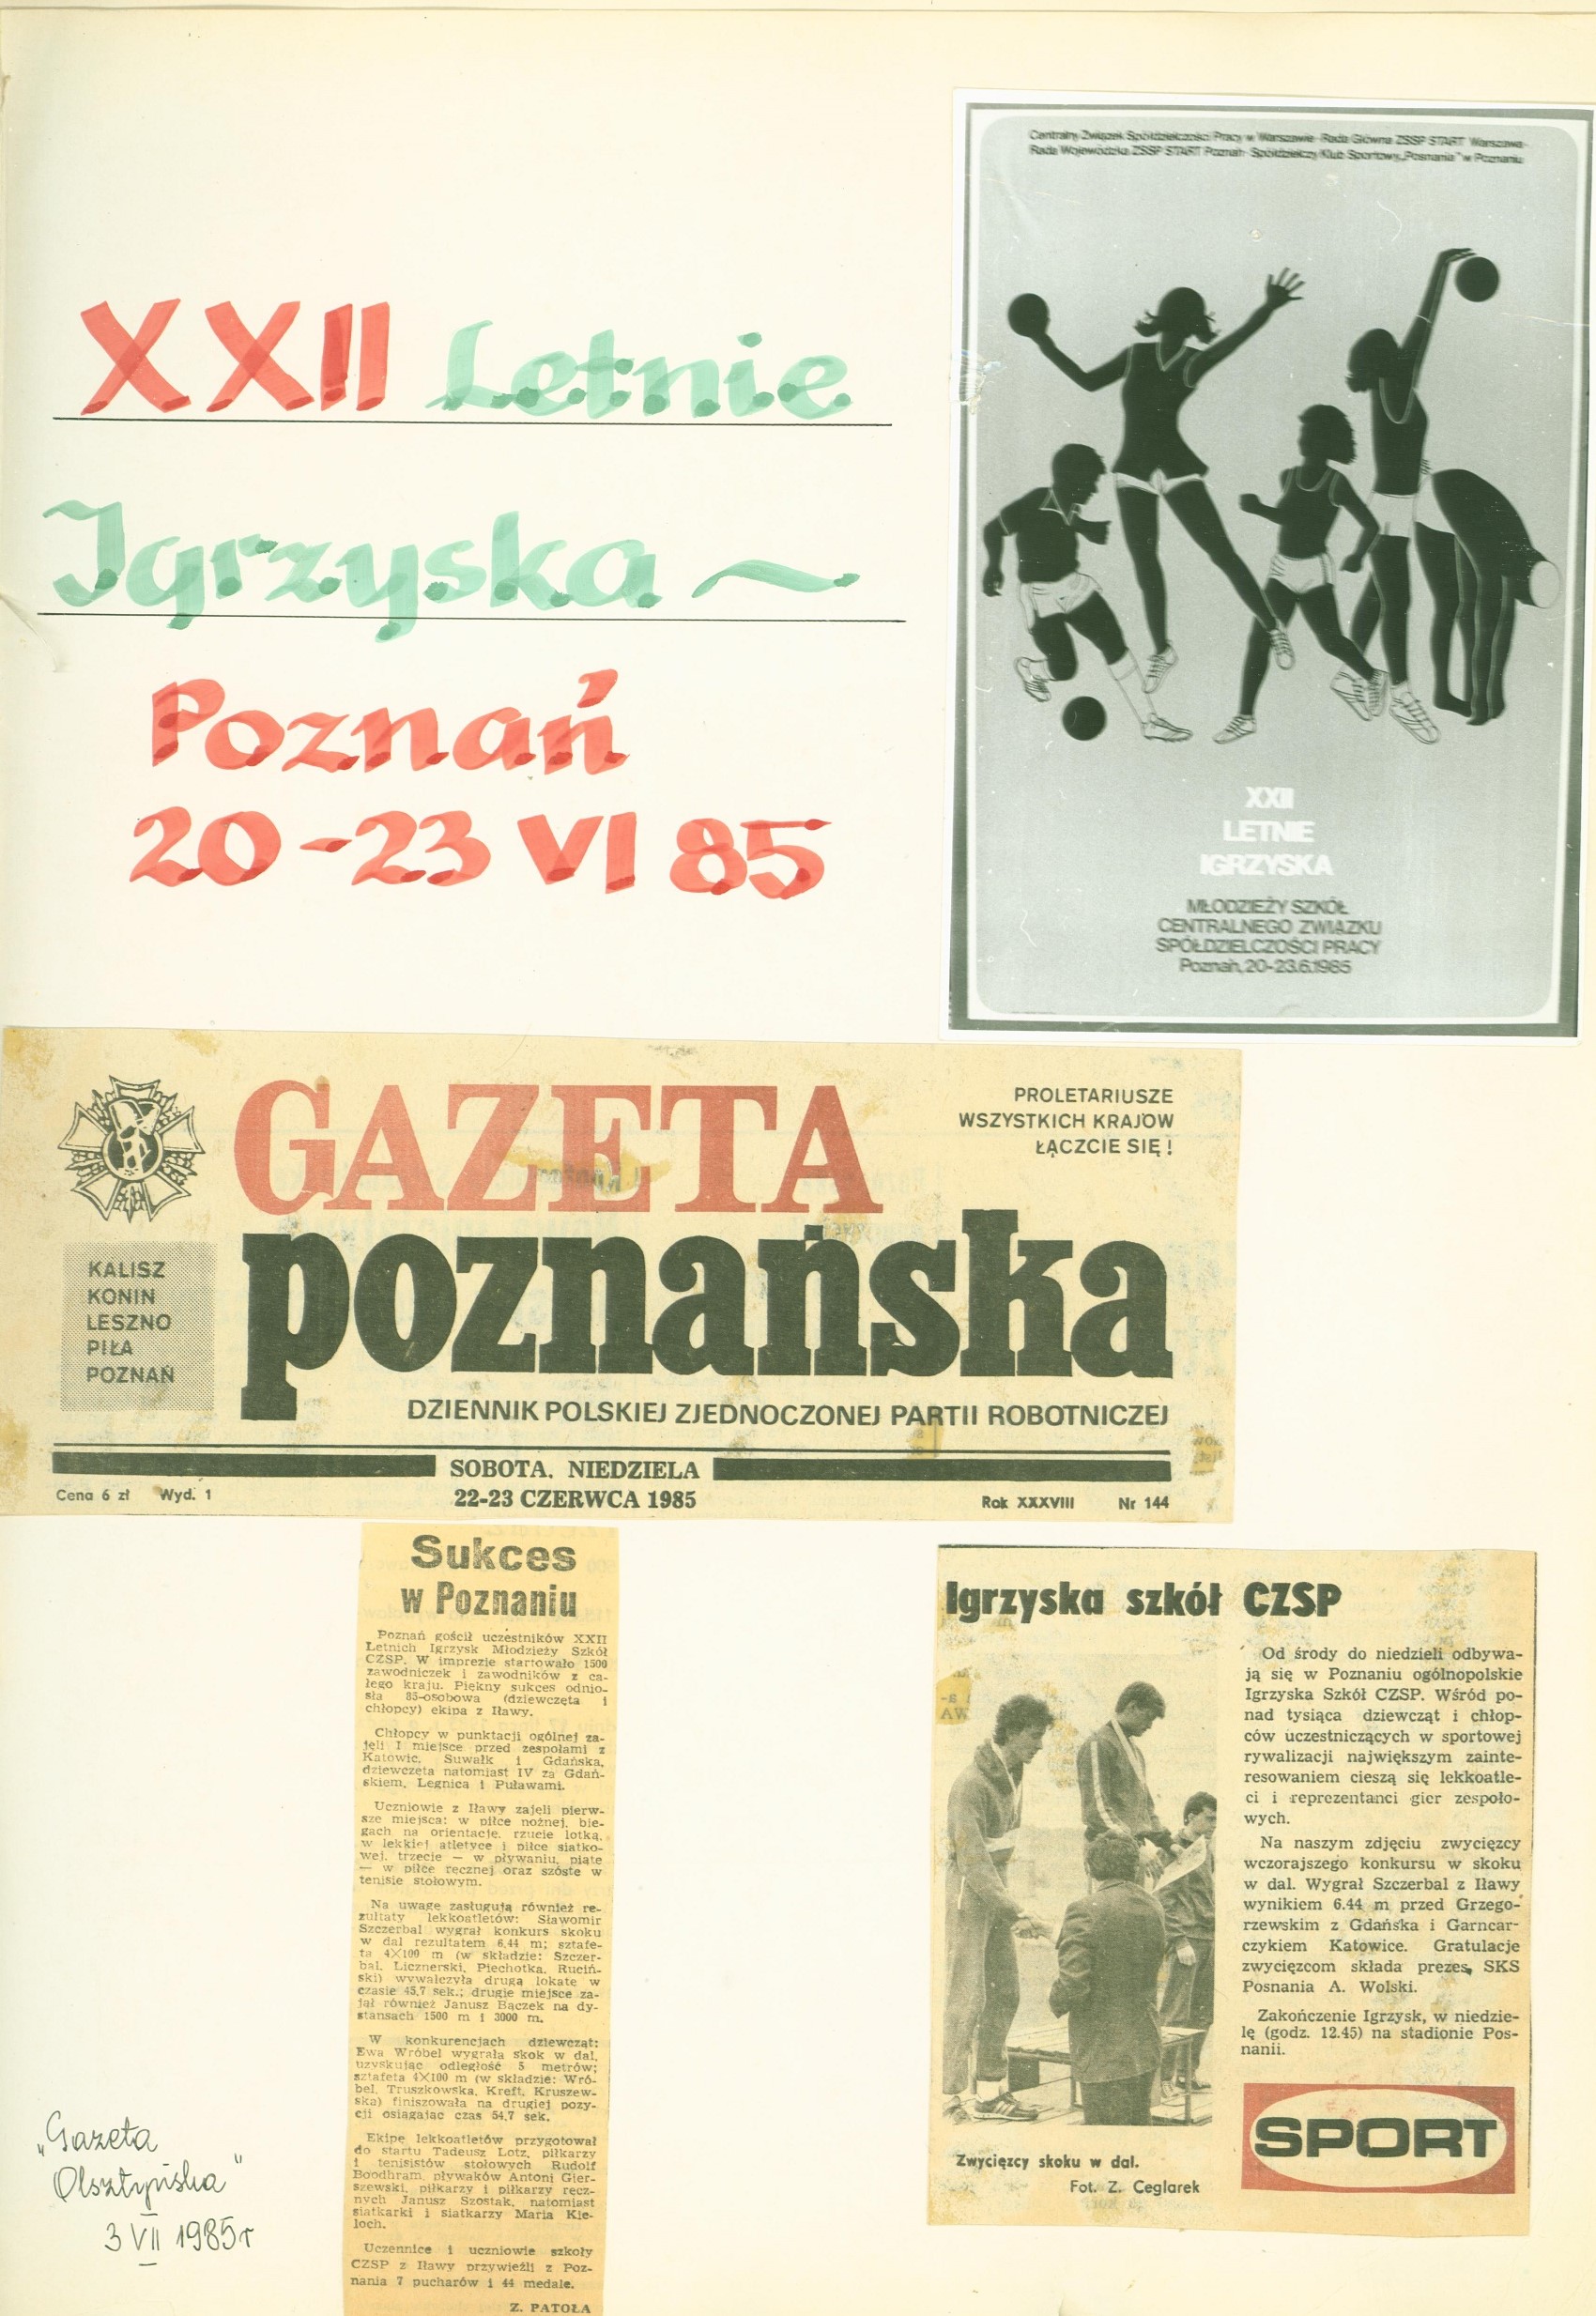 XXII Letnie
Igrzyska ~
Poznań
20-23 VI 85
Centralny Związek Spółdzielczości Pracy w Warszawie· Rada Główna ZSSP START Warszawa·
Rada Wojewódzka ZSSP START Poznań· Spółdzielczy Klub Sportowy „Posnania" w Poznaniu
XXII
LETNIE
IGRZYSKA
MŁODZIEŻY SZKÓŁ
CENTRALNEGO ZWIĄZKU
SPÓŁDZIELCZOŚCI PRACY
Poznań, 20-23.6.1985
GAZETA
poznańska
PROLETARIUSZE
WSZYSTKICH KRAJÓW
ŁĄCZCIE SIĘ!
KALISZ
KONIN
LESZNO
PIŁA
POZNAŃ
DZIENNIK POLSKIEJ ZJEDNOCZONEJ PARTII ROBOTNICZEJ
SOBOTA, NIEDZIELA
22-23 CZERWCA 1985
Cena 6 zł Wyd. 1
Rok XXXVIII Nr 144
Sukces
w Poznaniu
Poznań gościł uczestników XXII
Letnich Igrzysk Młodzieży Szkół
CZSP. W imprezie startowało 1500
zawodniczek i zawodników z ca-
łego kraju. Piękny sukces odnio-
sła 85-osobowa (dziewczęta i
chłopcy) ekipa z Iławy.
Chłopcy w punktacji ogólnej za-
jęli I miejsce przed zespołami z
Katowic, Suwałk i Gdańska,
dziewczęta natomiast IV za Gdań-
skiem, Legnicą i Puławami.
Uczniowie z Iławy zajęli pierw-
sze miejsca: w piłce nożnej, bie-
gach na orientację, rzucie lotką,
w lekkiej atletyce i piłce siatko-
wej, trzecie — w pływaniu, piąte
— w piłce ręcznej oraz szóste w
tenisie stołowym.
Na uwagę zasługują również re-
zultaty lekkoatletów: Sławomir
Szczerbal wygrał konkurs skoku
w dal rezultatem 6,44 m; sztafe-
ta 4X100 m (w składzie: Szczer-
bal, Licznerski, Piechotka, Ruciń-
ski) wywalczyła drugą lokatę w
czasie 45,7 sek.; drugie miejsce za-
jął również Janusz Bączek na dy-
stansach 1500 m i 3000 m.
W konkurencjach dziewcząt:
Ewa Wróbel wygrała skok w dal,
uzyskując odległość 5 metrów;
sztafeta 4X100 m (w składzie: Wró-
bel, Truszkowska, Kreft, Kruszew-
ska) finiszowała na drugiej pozy-
cji osiągając czas 54,7 sek.
Ekipę lekkoatletów przygotował
do startu Tadeusz Lotz, piłkarzy
i tenisistów stołowych Rudolf
Boodhram, pływaków Antoni Gier-
szewski, piłkarzy i piłkarzy ręcz-
nych Janusz Szostak, natomiast
siatkarki i siatkarzy Maria Kie-
loch.
Uczennice i uczniowie szkoły
CZSP z Iławy przywieźli z Poz-
nania 7 pucharów i 44 medale.
Z. PATOŁA
„Gazeta
Olsztyńska"
3 VII 1985r
Igrzyska szkół CZSP
Od środy do niedzieli odbywa-
ją się w Poznaniu ogólnopolskie
Igrzyska Szkół CZSP. Wśród po-
nad tysiąca dziewcząt i chłop-
ców uczestniczących w sportowej
rywalizacji największym zainte-
resowaniem cieszą się lekkoatle-
ci i reprezentanci gier zespoło-
wych.
Na naszym zdjęciu zwycięzcy
wczorajszego konkursu w skoku
w dal. Wygrał Szczerbal z Iławy
wynikiem 6.44 m przed Grzego-
rzewskim z Gdańska i Garncar-
czykiem Katowice. Gratulacje
zwycięzcom składa prezes SKS
Posnania A. Wolski.
Zakończenie Igrzysk, w niedzie-
lę (godz. 12.45) na stadionie Pos-
nanii.
Zwycięzcy skoku w dal.
Fot. Z. Ceglarek
SPORT